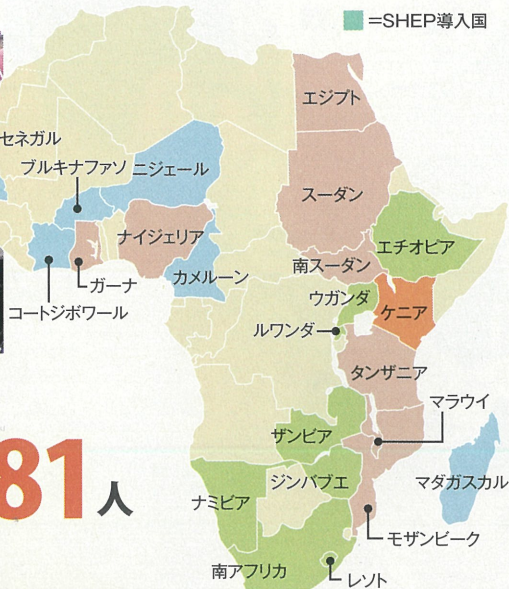 =SHEP導入国
エジプト
セネガル
ブルキナファソ
ニジェール
スーダン
ナイジェリア
エチオピア
南スーダン
カメルーン
ガーナ
ウガンダ
ケニア
コートジボワール
ルワンダ
タンザニア
マラウイ
ザンビア
81人
ジンバブエ
マダガスカル
ナミビア
モザンビーク
南アフリカ
レソト